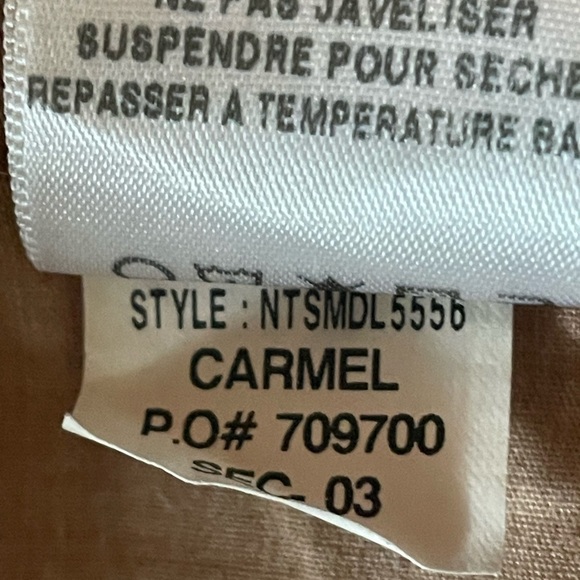 NE PAS JAVELISER
SUSPENDRE POUR SECHE
REPASSER A TEMPERATURE BA
STYLE : NTSMDL5556
CARMEL
P.O# 709700
SEC- 03